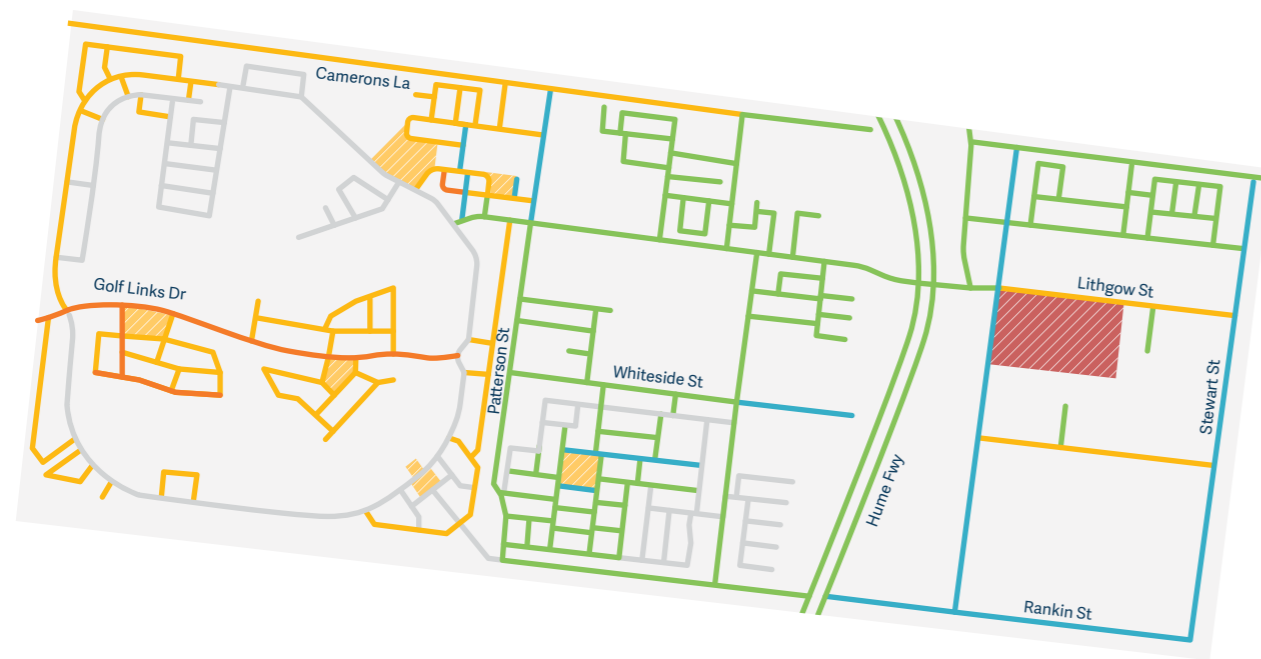 Camerons La
Golf Links Dr
Lithgow St
Patterson St
Whiteside St
Stewart St
Hume Fwy
Rankin St